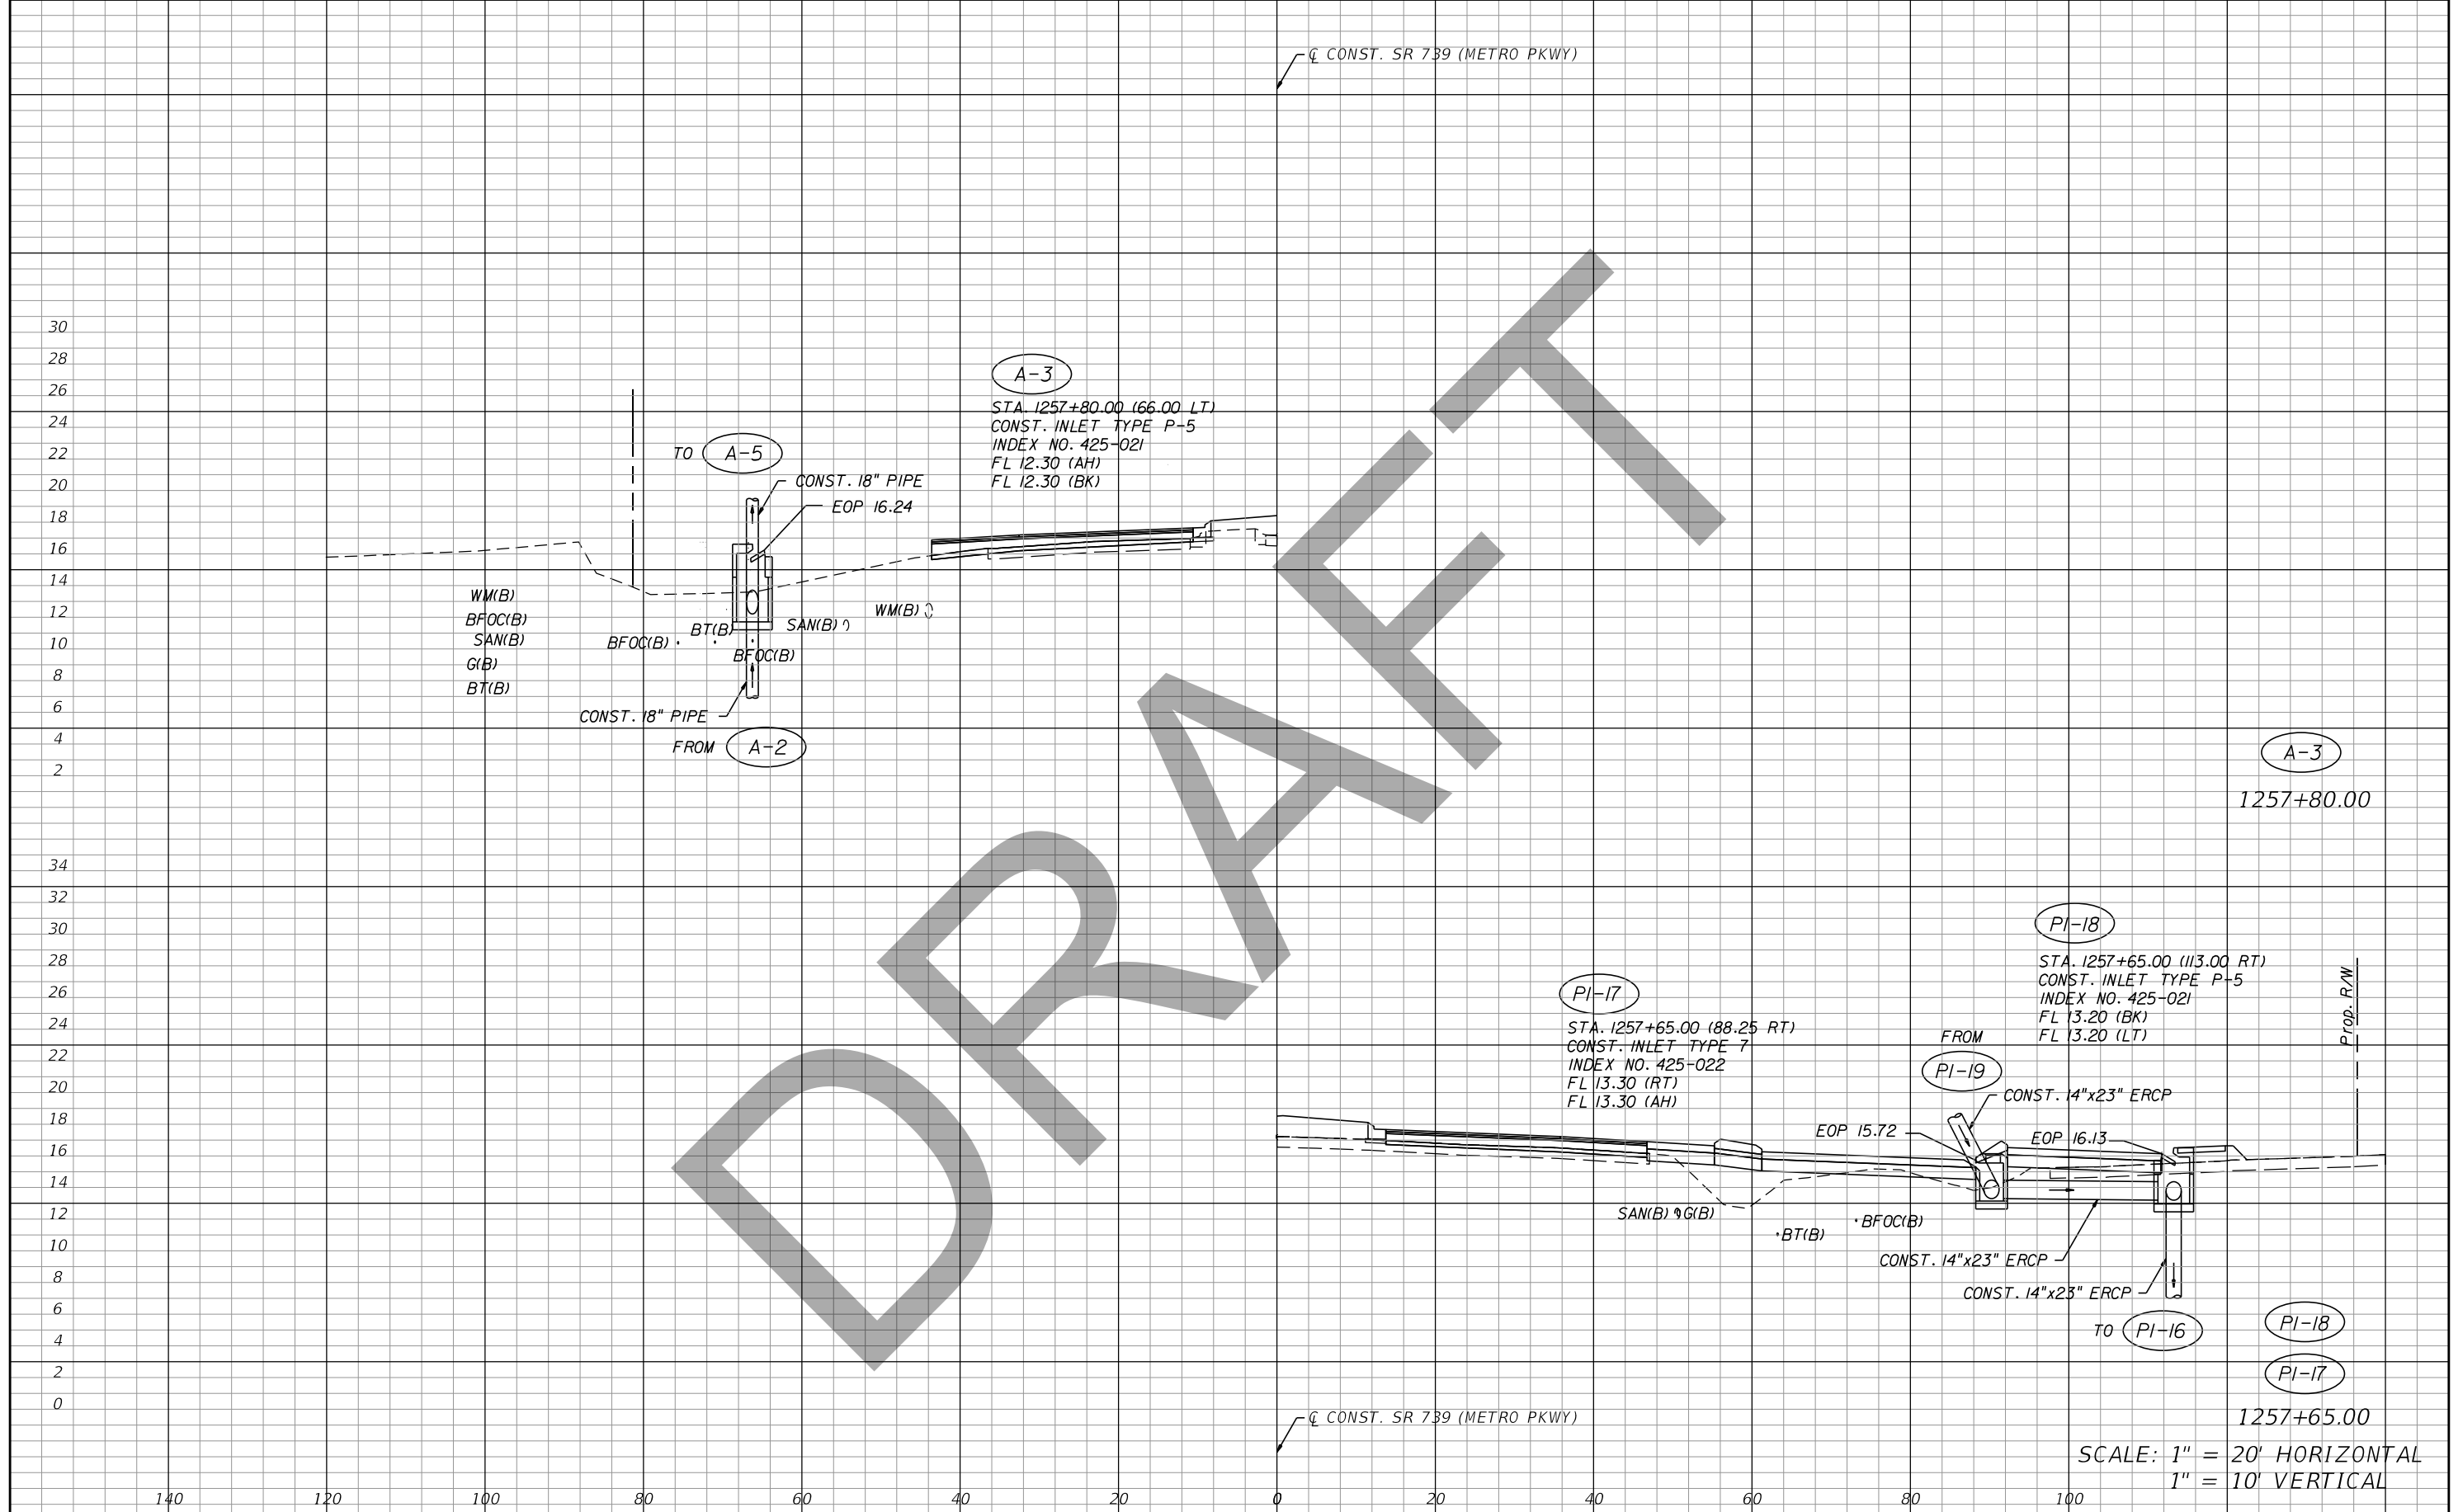 ℄ CONST. SR 739 (METRO PKWY)
30
28
26
24
22
20
18
16
14
12
10
8
6
4
2
A-3
STA. 1257+80.00 (66.00 LT)
CONST. INLET TYPE P-5
INDEX NO. 425-021
FL 12.30 (AH)
FL 12.30 (BK)
TO A-5
CONST. 18" PIPE
EOP 16.24
WM(B)
BFOC(B)
SAN(B)
G(B)
BT(B)
BFOC(B)
BT(B)
BFOC(B)
SAN(B)
WM(B)
CONST. 18" PIPE
FROM A-2
A-3
1257+80.00
DRAFT
34
32
30
28
26
24
22
20
18
16
14
12
10
8
6
4
2
0
PI-17
STA. 1257+65.00 (88.25 RT)
CONST. INLET TYPE 7
INDEX NO. 425-022
FL 13.30 (RT)
FL 13.30 (AH)
PI-18
STA. 1257+65.00 (113.00 RT)
CONST. INLET TYPE P-5
INDEX NO. 425-021
FL 13.20 (BK)
FL 13.20 (LT)
Prop. R/W
FROM
PI-19
CONST. 14"x23" ERCP
EOP 15.72
EOP 16.13
SAN(B)
G(B)
BT(B)
BFOC(B)
CONST. 14"x23" ERCP
CONST. 14"x23" ERCP
TO PI-16
PI-18
PI-17
1257+65.00
℄ CONST. SR 739 (METRO PKWY)
SCALE: 1" = 20' HORIZONTAL
1" = 10' VERTICAL
140 120 100 80 60 40 20 0 20 40 60 80 100